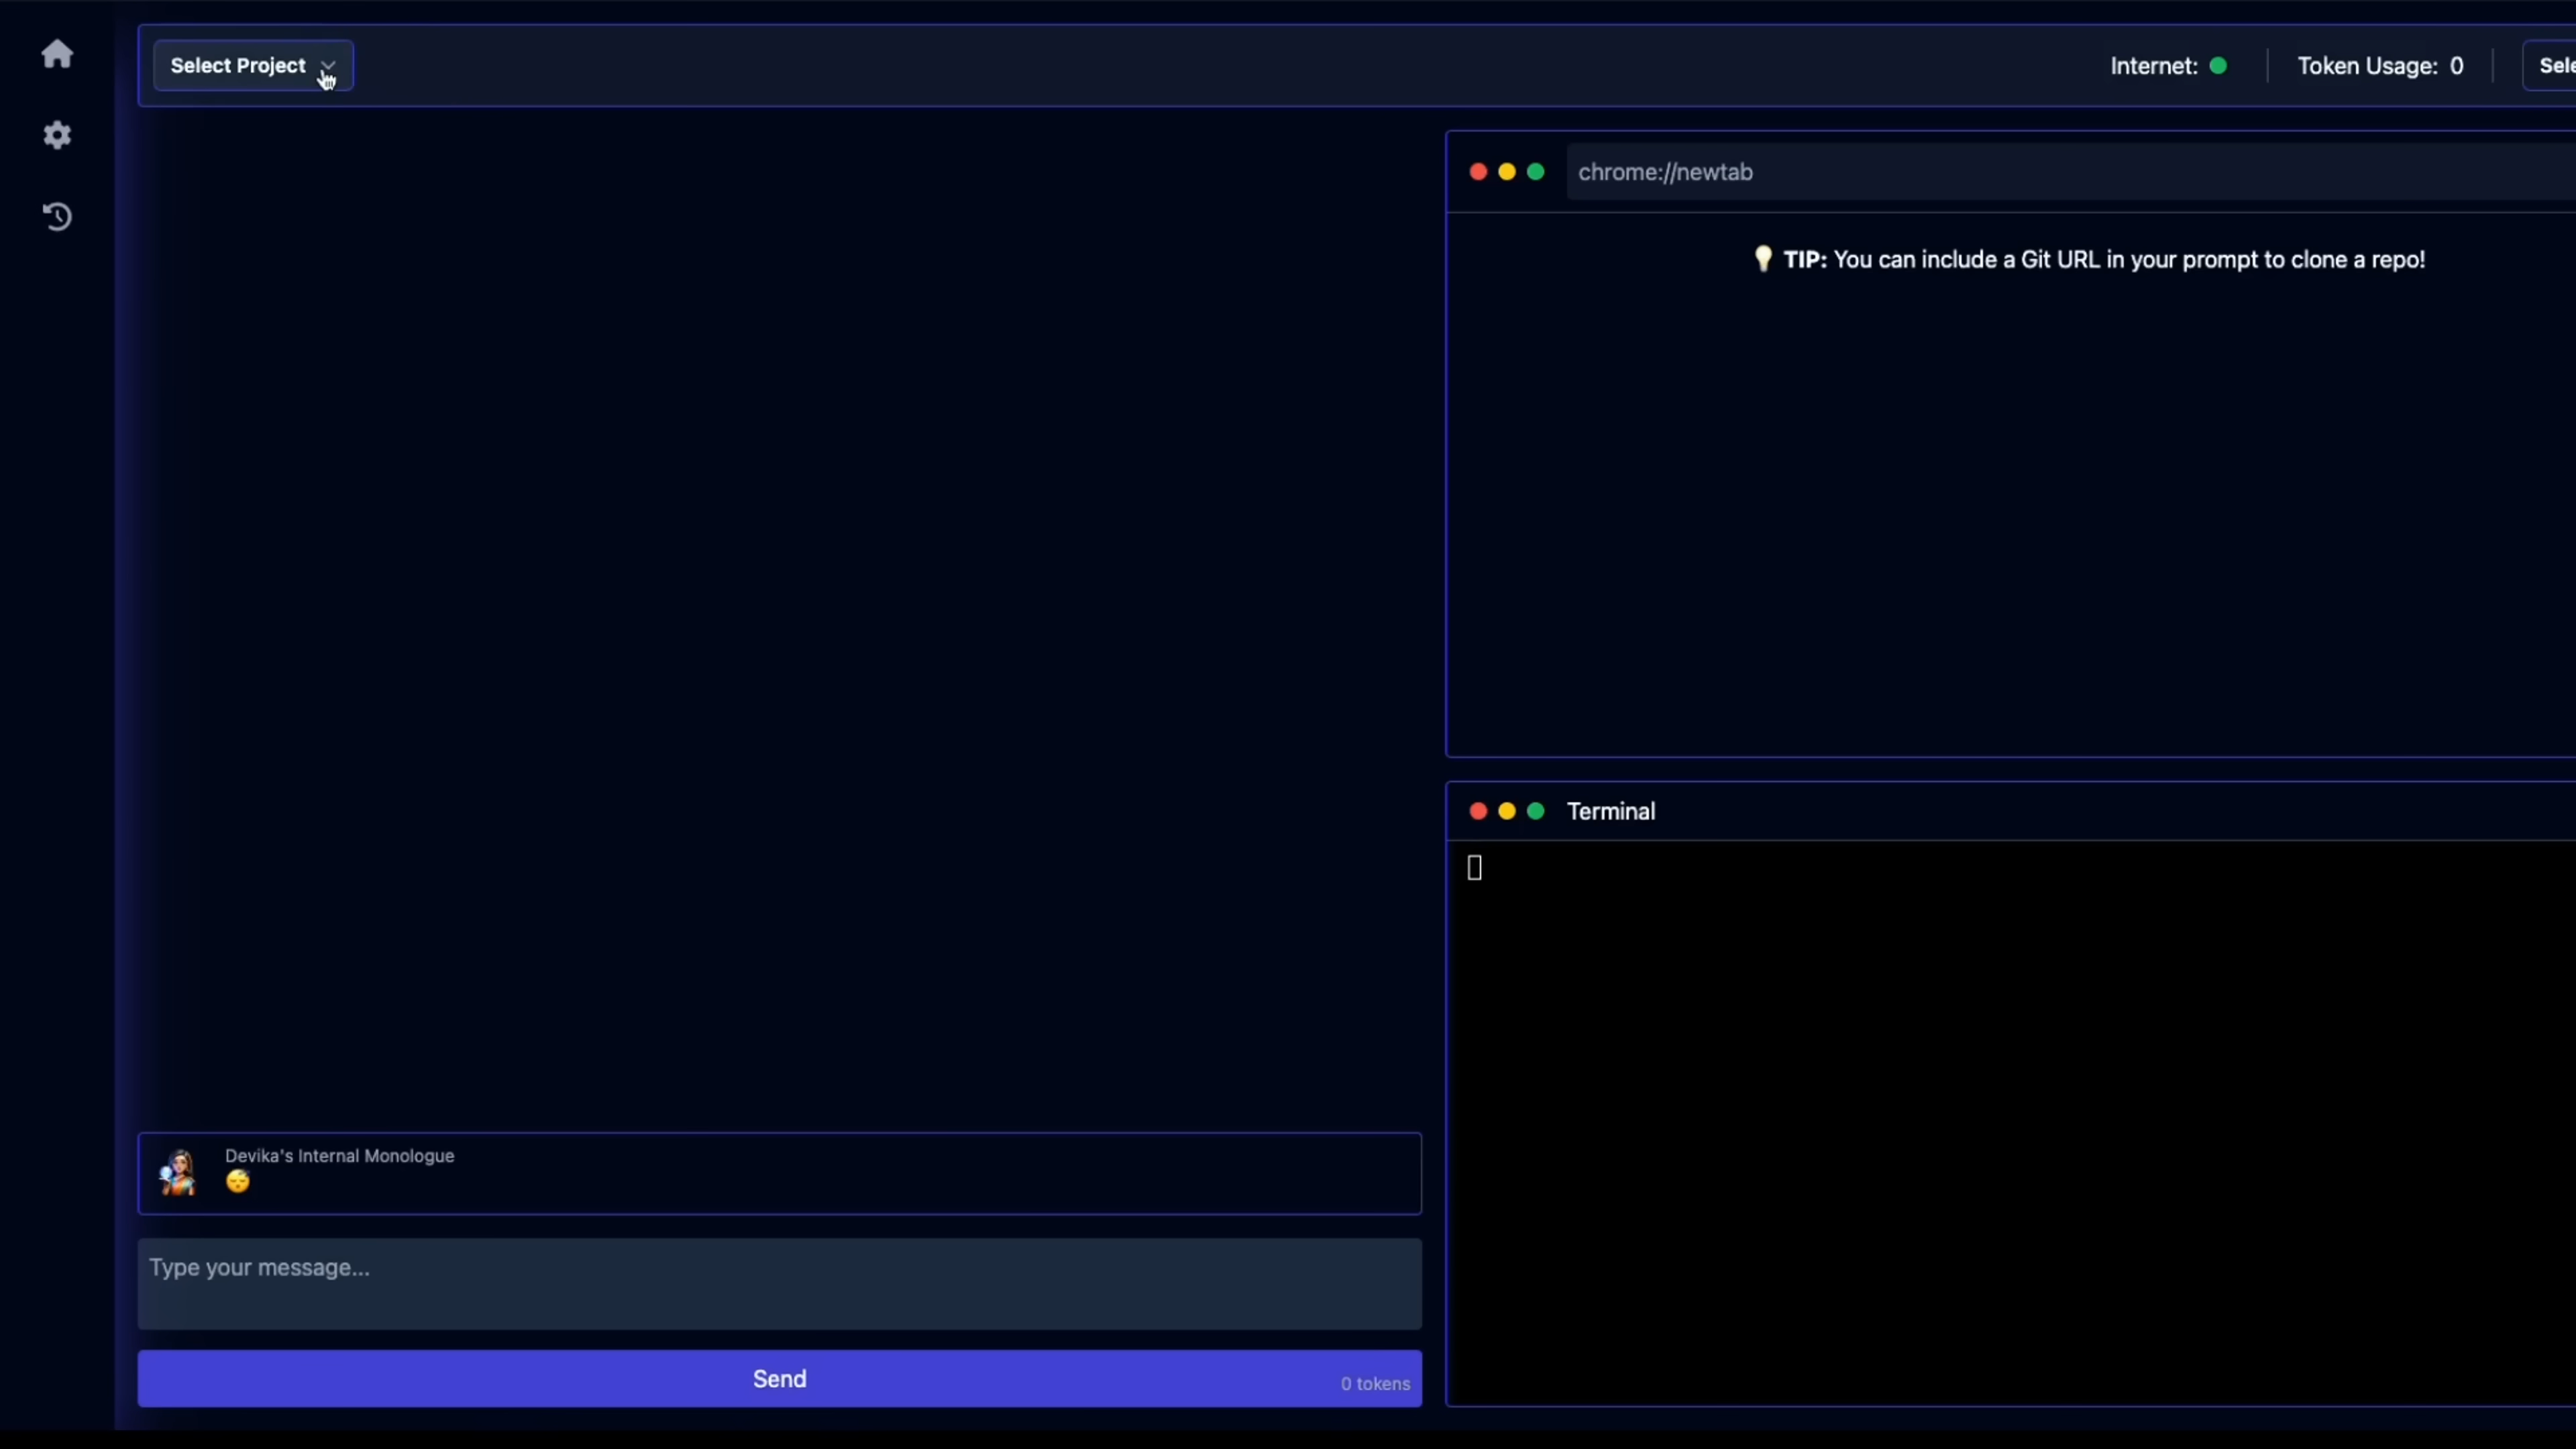 Select Project
Internet:
Token Usage: 0
Sele
chrome://newtab
TIP: You can include a Git URL in your prompt to clone a repo!
Terminal
Devika's Internal Monologue
Type your message...
Send
0 tokens